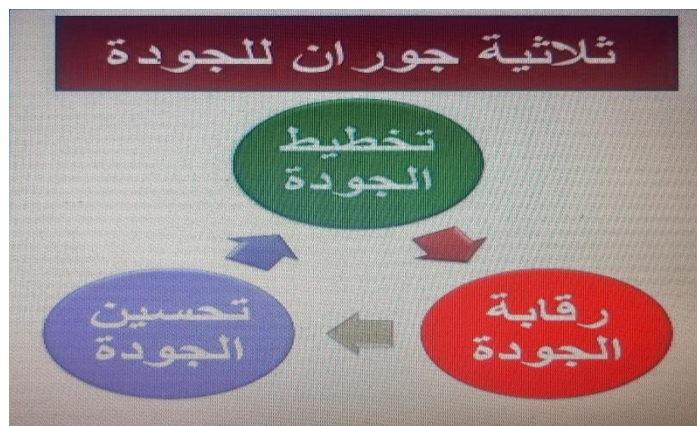 ثلاثية جوران للجودة
تخطيط
الجودة
رقابة
الجودة
تحسين
الجودة